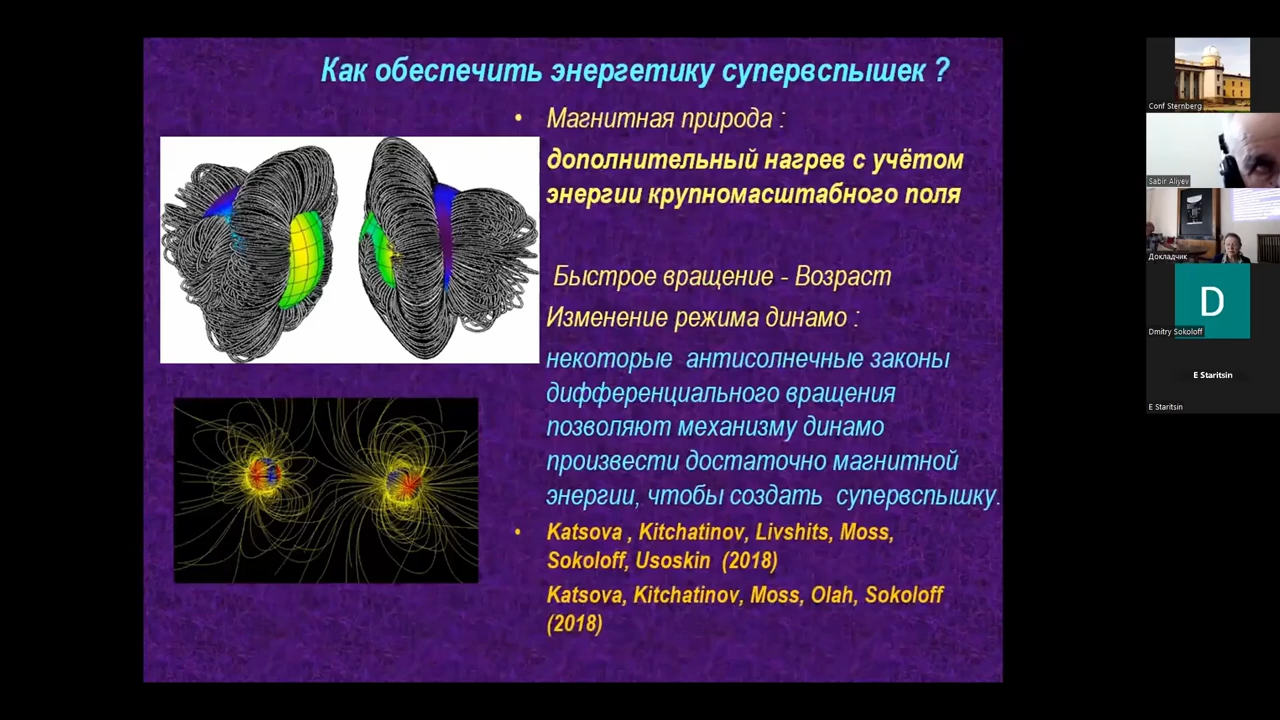 Как обеспечить энергетику супервспышек ?
• Магнитная природа :
дополнительный нагрев с учётом
энергии крупномасштабного поля
Быстрое вращение - Возраст
Изменение режима динамо :
некоторые антисолнечные законы
дифференциального вращения
позволяют механизму динамо
произвести достаточно магнитной
энергии, чтобы создать супервспышку.
• Katsova , Kitchatinov, Livshits, Moss,
Sokoloff, Usoskin (2018)
Katsova, Kitchatinov, Moss, Olah, Sokoloff
(2018)
Conf Sternberg
Sabir Aliyev
Докладчик
D
Dmitry Sokoloff
E Staritsin
E Staritsin